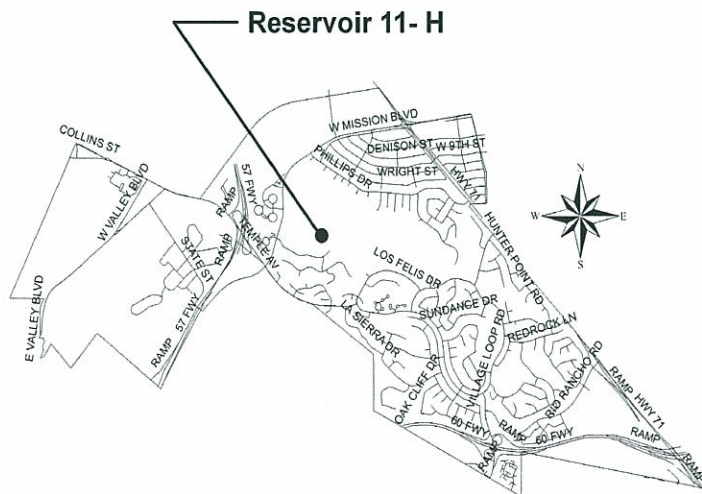 Reservoir 11- H
W MISSION BLVD
COLLINS ST
DENISON ST
W 9TH ST
PHILLIPS DR
WRIGHT ST
57 FWY
RAMP
HWY 71
W VALLEY BLVD
N
W
E
S
TEMPLE AV
RAMP
STATE ST
HUNTER POINT RD
LOS FELIS DR
SUNDANCE DR
E VALLEY BLVD
57 FWY
RAMP
LA SIERRA DR
VILLAGE LOOP RD
REDROCK LN
OAK CLIFF DR
RIO RANCHO RD
RAMP
HWY 71
60 FWY
RAMP
60 FWY
RAMP
RAMP
RAMP